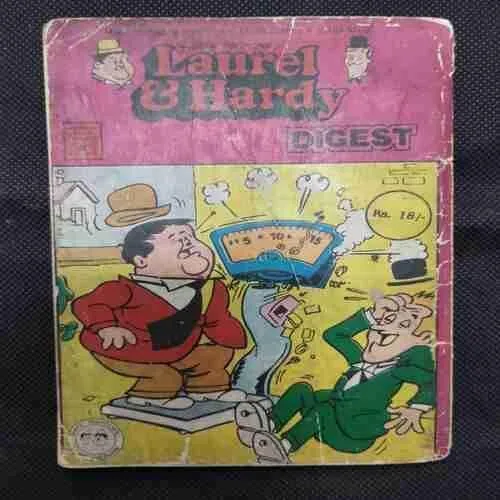 Laurel
& Hardy
DIGEST
Rs. 18/-
5 10 15